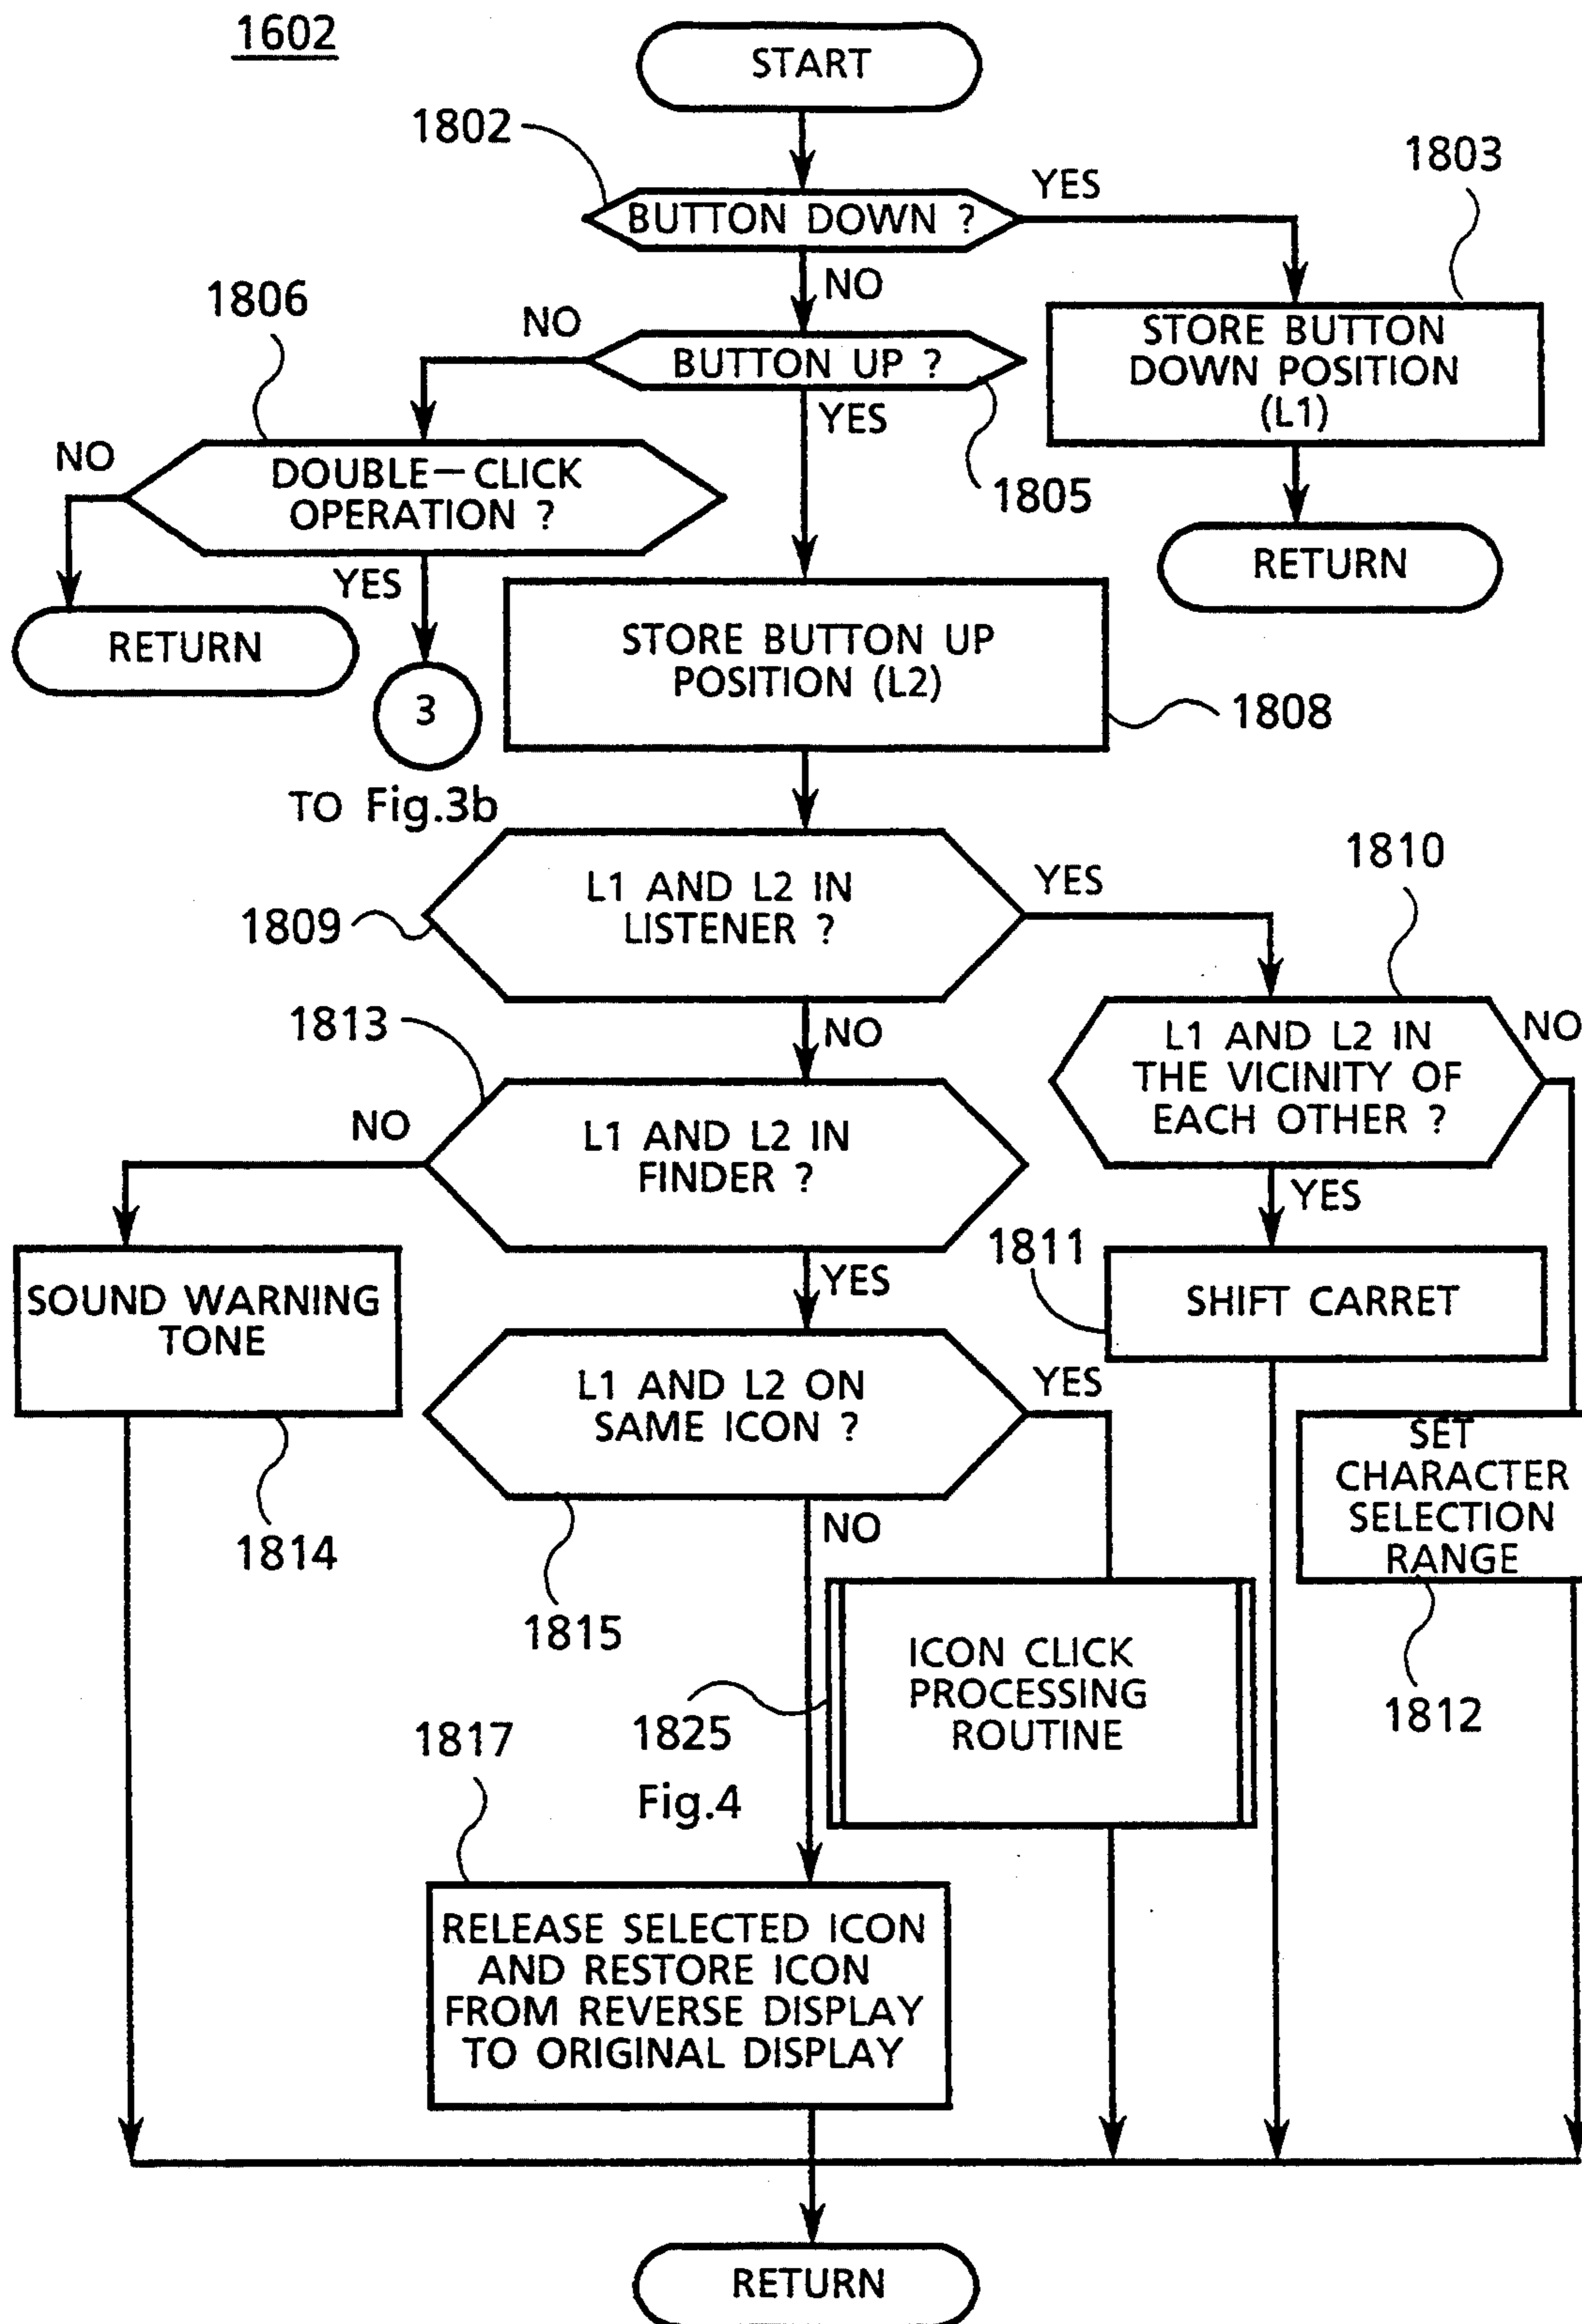 1602
START
1802
BUTTON DOWN ?
YES
1803
NO
STORE BUTTON
DOWN POSITION
(L1)
RETURN
1806
NO
BUTTON UP ?
1805
YES
NO
DOUBLE—CLICK
OPERATION ?
YES
RETURN
3
TO Fig.3b
STORE BUTTON UP
POSITION (L2)
1808
L1 AND L2 IN
LISTENER ?
1809
YES
1810
NO
L1 AND L2 IN
THE VICINITY OF
EACH OTHER ?
NO
YES
1811
SHIFT CARRET
SET
CHARACTER
SELECTION
RANGE
1812
1813
L1 AND L2 IN
FINDER ?
NO
YES
SOUND WARNING
TONE
1814
L1 AND L2 ON
SAME ICON ?
YES
1815
NO
ICON CLICK
PROCESSING
ROUTINE
1825
Fig.4
1817
RELEASE SELECTED ICON
AND RESTORE ICON
FROM REVERSE DISPLAY
TO ORIGINAL DISPLAY
RETURN